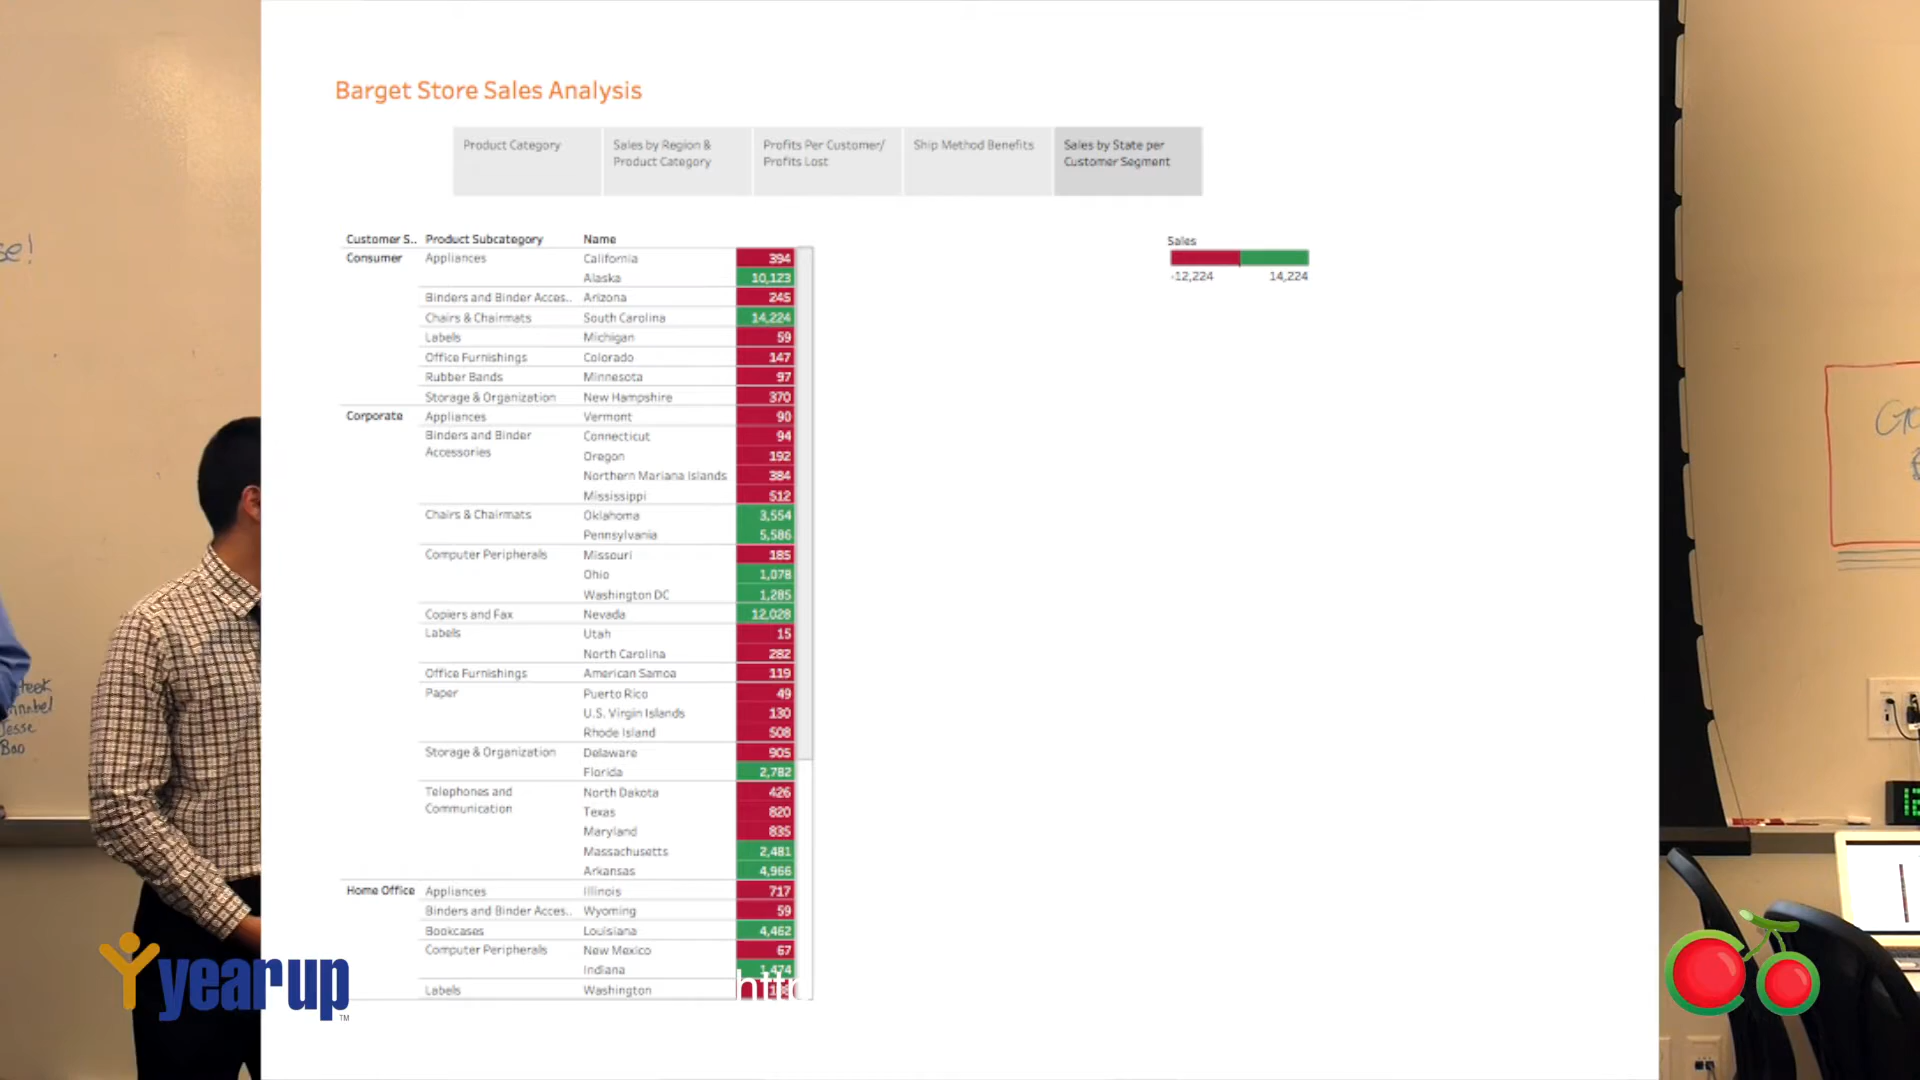 Barget Store Sales Analysis
Product Category
Sales by Region &
Product Category
Profits Per Customer/
Profits Lost
Ship Method Benefits
Sales by State per
Customer Segment
Customer S.. Product Subcategory Name
Consumer Appliances California 394
Alaska 10,123
Binders and Binder Acces.. Arizona 245
Chairs & Chairmats South Carolina 14,224
Labels Michigan 59
Office Furnishings Colorado 147
Rubber Bands Minnesota 97
Storage & Organization New Hampshire 370
Corporate Appliances Vermont 90
Binders and Binder Connecticut 94
Accessories Oregon 192
Northern Mariana Islands 384
Mississippi 512
Chairs & Chairmats Oklahoma 3,554
Pennsylvania 5,586
Computer Peripherals Missouri 185
Ohio 1,078
Washington DC 1,285
Copiers and Fax Nevada 12,028
Labels Utah 15
North Carolina 282
Office Furnishings American Samoa 119
Paper Puerto Rico 49
U.S. Virgin Islands 130
Rhode Island 508
Storage & Organization Delaware 905
Florida 2,782
Telephones and North Dakota 426
Communication Texas 820
Maryland 835
Massachusetts 2,481
Arkansas 4,966
Home Office Appliances Illinois 717
Binders and Binder Acces.. Wyoming 59
Bookcases Louisiana 4,462
Computer Peripherals New Mexico 67
Indiana 1,474
Labels Washington
Sales
-12,224 14,224
http
se!
Jesse
Boo
year up
TM